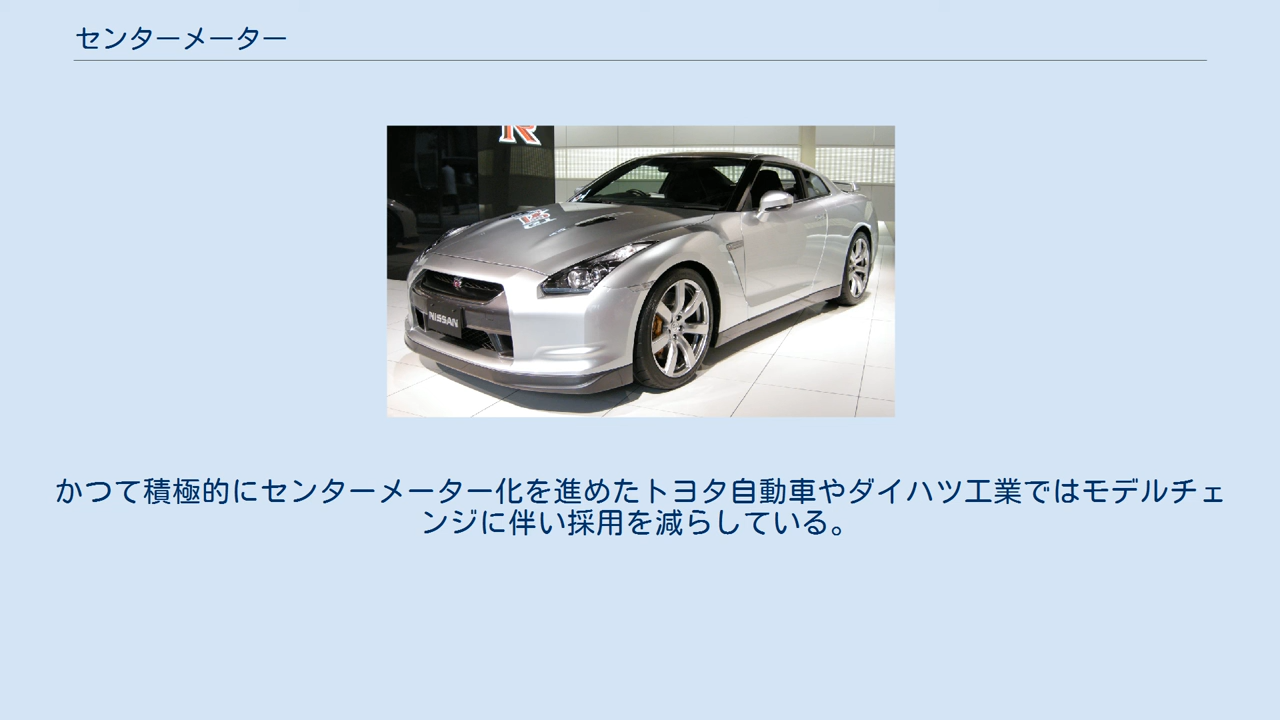 センターメーター
R
NISSAN
かつて積極的にセンターメーター化を進めたトヨタ自動車やダイハツ工業ではモデルチェ
ンジに伴い採用を減らしている。